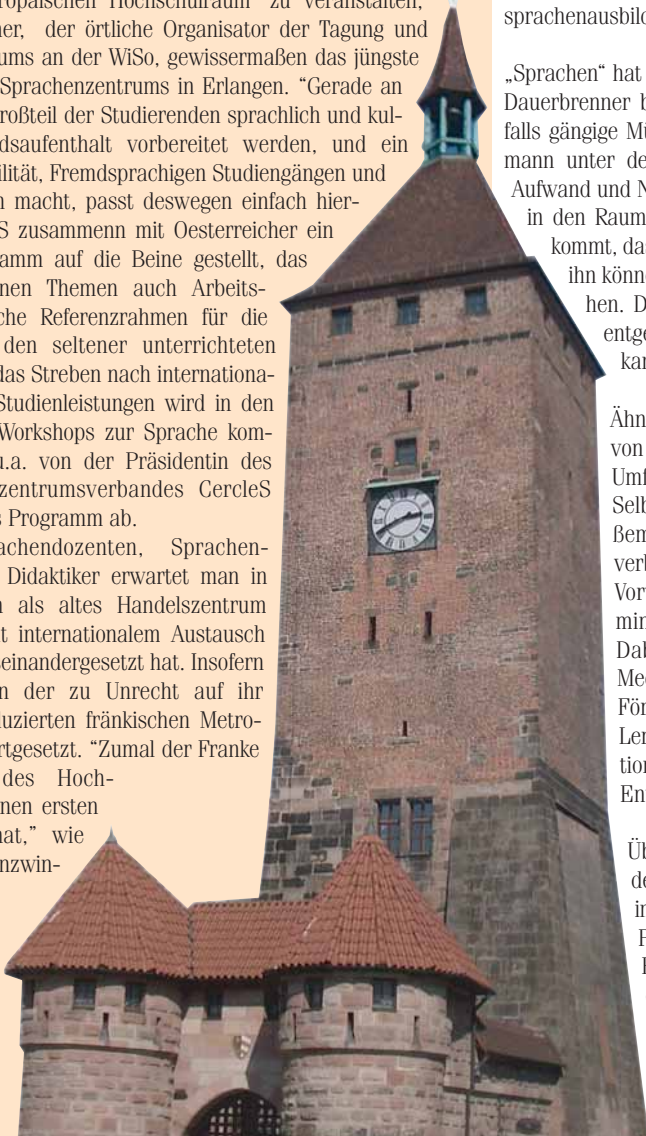 ropäischen Hochschulraum“ zu veranstalten,
ner, der örtliche Organisator der Tagung und
ums an der WiSo, gewissermaßen das jüngste
Sprachenzentrums in Erlangen. “Gerade an
roßteil der Studierenden sprachlich und kul-
dsaufenthalt vorbereitet werden, und ein
ilität, Fremdsprachigen Studiengängen und
n macht, passt deswegen einfach hier-
S zusammenn mit Oesterreicher ein
amm auf die Beine gestellt, das
nen Themen auch Arbeits-
che Referenzrahmen für die
den seltener unterrichteten
das Streben nach internationa-
Studienleistungen wird in den
Workshops zur Sprache kom-
u.a. von der Präsidentin des
zentrumsverbandes CercleS
s Programm ab.
achendozenten, Sprachen-
Didaktiker erwartet man in
n als altes Handelszentrum
t internationalem Austausch
seinandergesetzt hat. Insofern
n der zu Unrecht auf ihr
luzierten fränkischen Metro-
rtgesetzt. “Zumal der Franke
des Hoch-
nen ersten
hat,” wie
nzwin-
sprachenausbild
„Sprachen“ hat
Dauerbrenner b
falls gängige Mü
mann unter de
Aufwand und N
in den Raum
kommt, da
ihn könn
hen. D
entge
kar
Ähn
von
Umf
Selb
ßem
verb
Vor
min
Dab
Med
För
Ler
tion
Ent
Üb
de
in
F